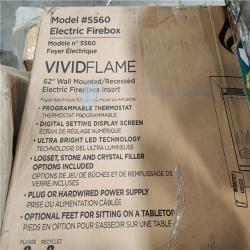 Model #5560
Electric Firebox
Modèle n° 5560
Foyer Électrique
VIVIDFLAME
62" Wall Mounted/Recessed
Electric Fireplace Insert
Foyer électrique 62
• PROGRAMMABLE THERMOSTAT
THERMOSTAT PROGRAMMABLE
• DIGITAL SETTING DISPLAY SCREEN
ÉCRAN DE RÉGLAGE NUMÉRIQUE
• ULTRA BRIGHT LED TECHNOLOGY
TECHNOLOGIE DEL ULTRA LUMINEUSE
• LOGSET, STONE AND CRYSTAL FILLER
OPTIONS INCLUDED
OPTIONS DE JEU DE BÛCHES ET DE REMPLISSAGE
DE VERRE INCLUSES
• PLUG OR HARDWIRED POWER SUPPLY
PRISE OU ALIMENTATION CÂBLÉE
• OPTIONAL FEET FOR SITTING ON A TABLETOP
PIEDS EN OPTION POUR S'ASSEOIR SUR UNE TABLE
PLEASE RECYCLE